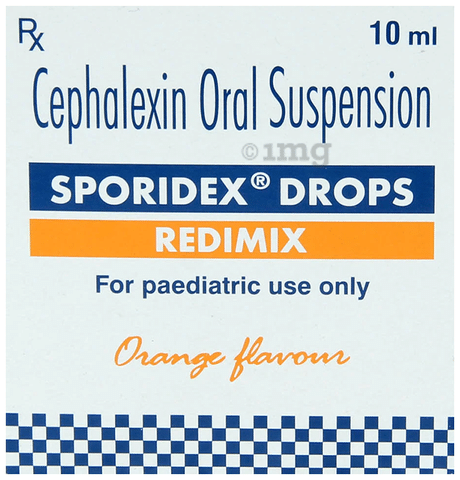 Rx 10 ml
Cephalexin Oral Suspension
©1mg
SPORIDEX® DROPS
REDIMIX
For paediatric use only
Orange flavour